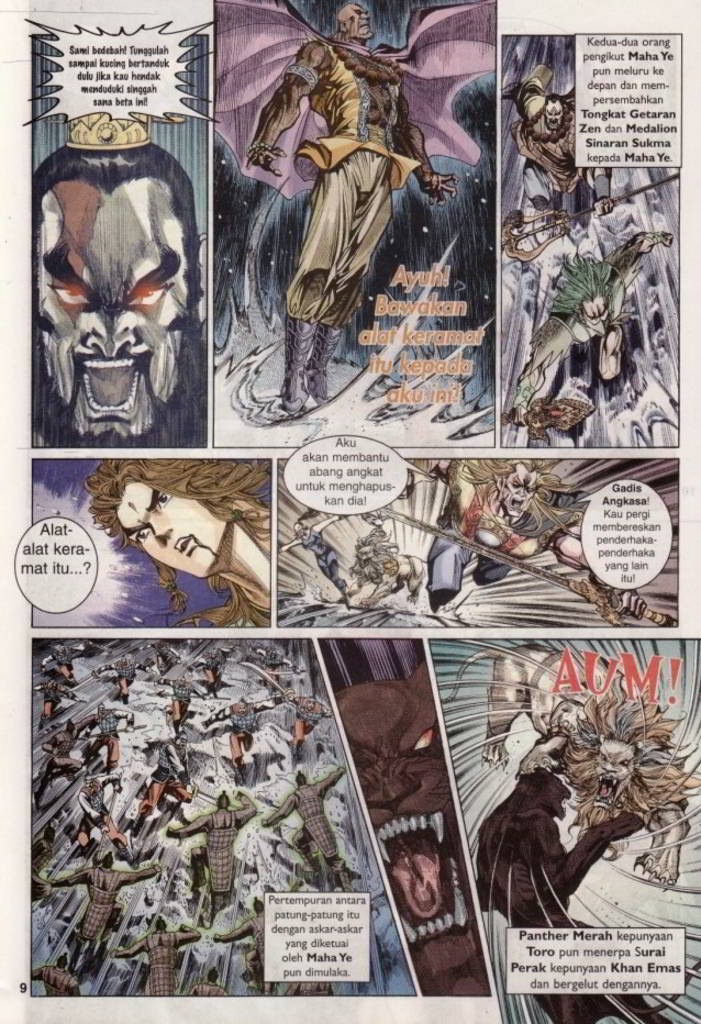 Sami bedebah! Tunggulah
sampai kucing bertanduk
dulu jika kau hendak
menduduki singgah
sana beta ini!
Ayuh!
Bawakan
alat keramat
itu kepada
aku ini!
Kedua-dua orang
pengikut Maha Ye
pun meluru ke
depan dan mem-
persembahkan
Tongkat Getaran
Zen dan Medalion
Sinaran Sukma
kepada Maha Ye.
Alat-
alat kera-
mat itu...?
Aku
akan membantu
abang angkat
untuk menghapus-
kan dia!
Gadis
Angkasa!
Kau pergi
membereskan
penderhaka-
penderhaka
yang lain
itu!
Pertempuran antara
patung-patung itu
dengan askar-askar
yang diketuai
oleh Maha Ye
pun dimulaka.
AUM!
Panther Merah kepunyaan
Toro pun menerpa Surai
Perak kepunyaan Khan Emas
dan bergelut dengannya.
9